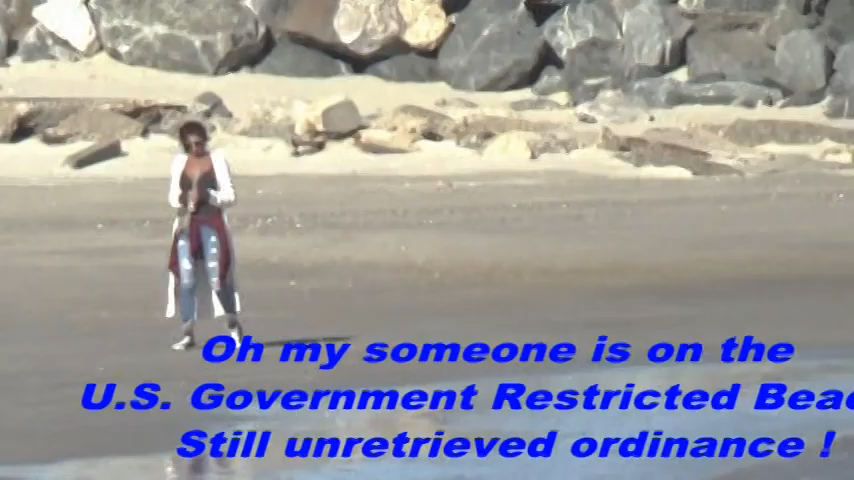 Oh my someone is on the
U.S. Government Restricted Beac
Still unretrieved ordinance !